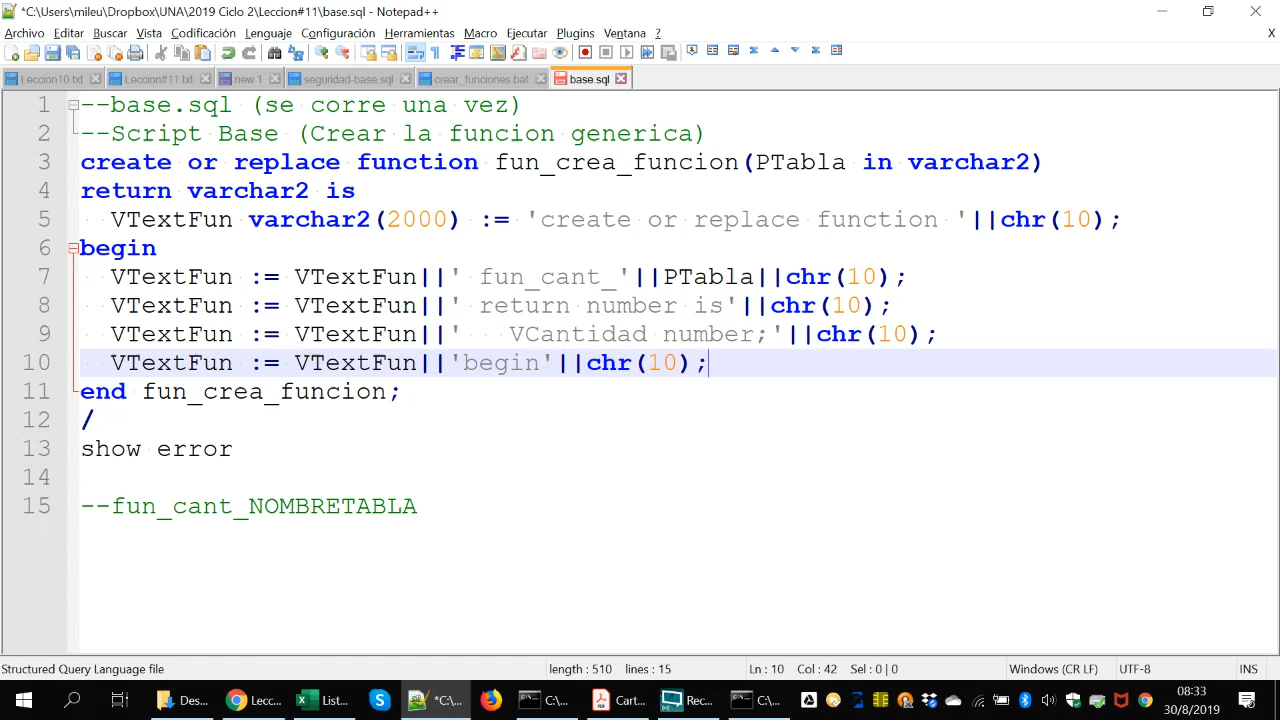 *C:\Users\mileu\Dropbox\UNA\2019 Ciclo 2\Leccion#11\base.sql - Notepad++
Archivo Editar Buscar Vista Codificación Lenguaje Configuración Herramientas Macro Ejecutar Plugins Ventana ? X
Leccion10.txt Leccion#11.txt new 1 seguridad-base.sql crear_funciones.bat base.sql
1 --base.sql (se corre una vez)
2 --Script Base (Crear la funcion generica)
3 create or replace function fun_crea_funcion(PTabla in varchar2)
4 return varchar2 is
5 VTextFun varchar2(2000) := 'create or replace function '||chr(10);
6 begin
7 VTextFun := VTextFun||' fun_cant_'||PTabla||chr(10);
8 VTextFun := VTextFun||' return number is'||chr(10);
9 VTextFun := VTextFun||'   VCantidad number;'||chr(10);
10 VTextFun := VTextFun||'begin'||chr(10);
11 end fun_crea_funcion;
12 /
13 show error
14
15 --fun_cant_NOMBRETABLA
Structured Query Language file length : 510 lines : 15 Ln : 10 Col : 42 Sel : 0 | 0 Windows (CR LF) UTF-8 INS
Des... Lecc... List... *C:\... C:\... Cart... Rec... C:\... 08:33
30/8/2019